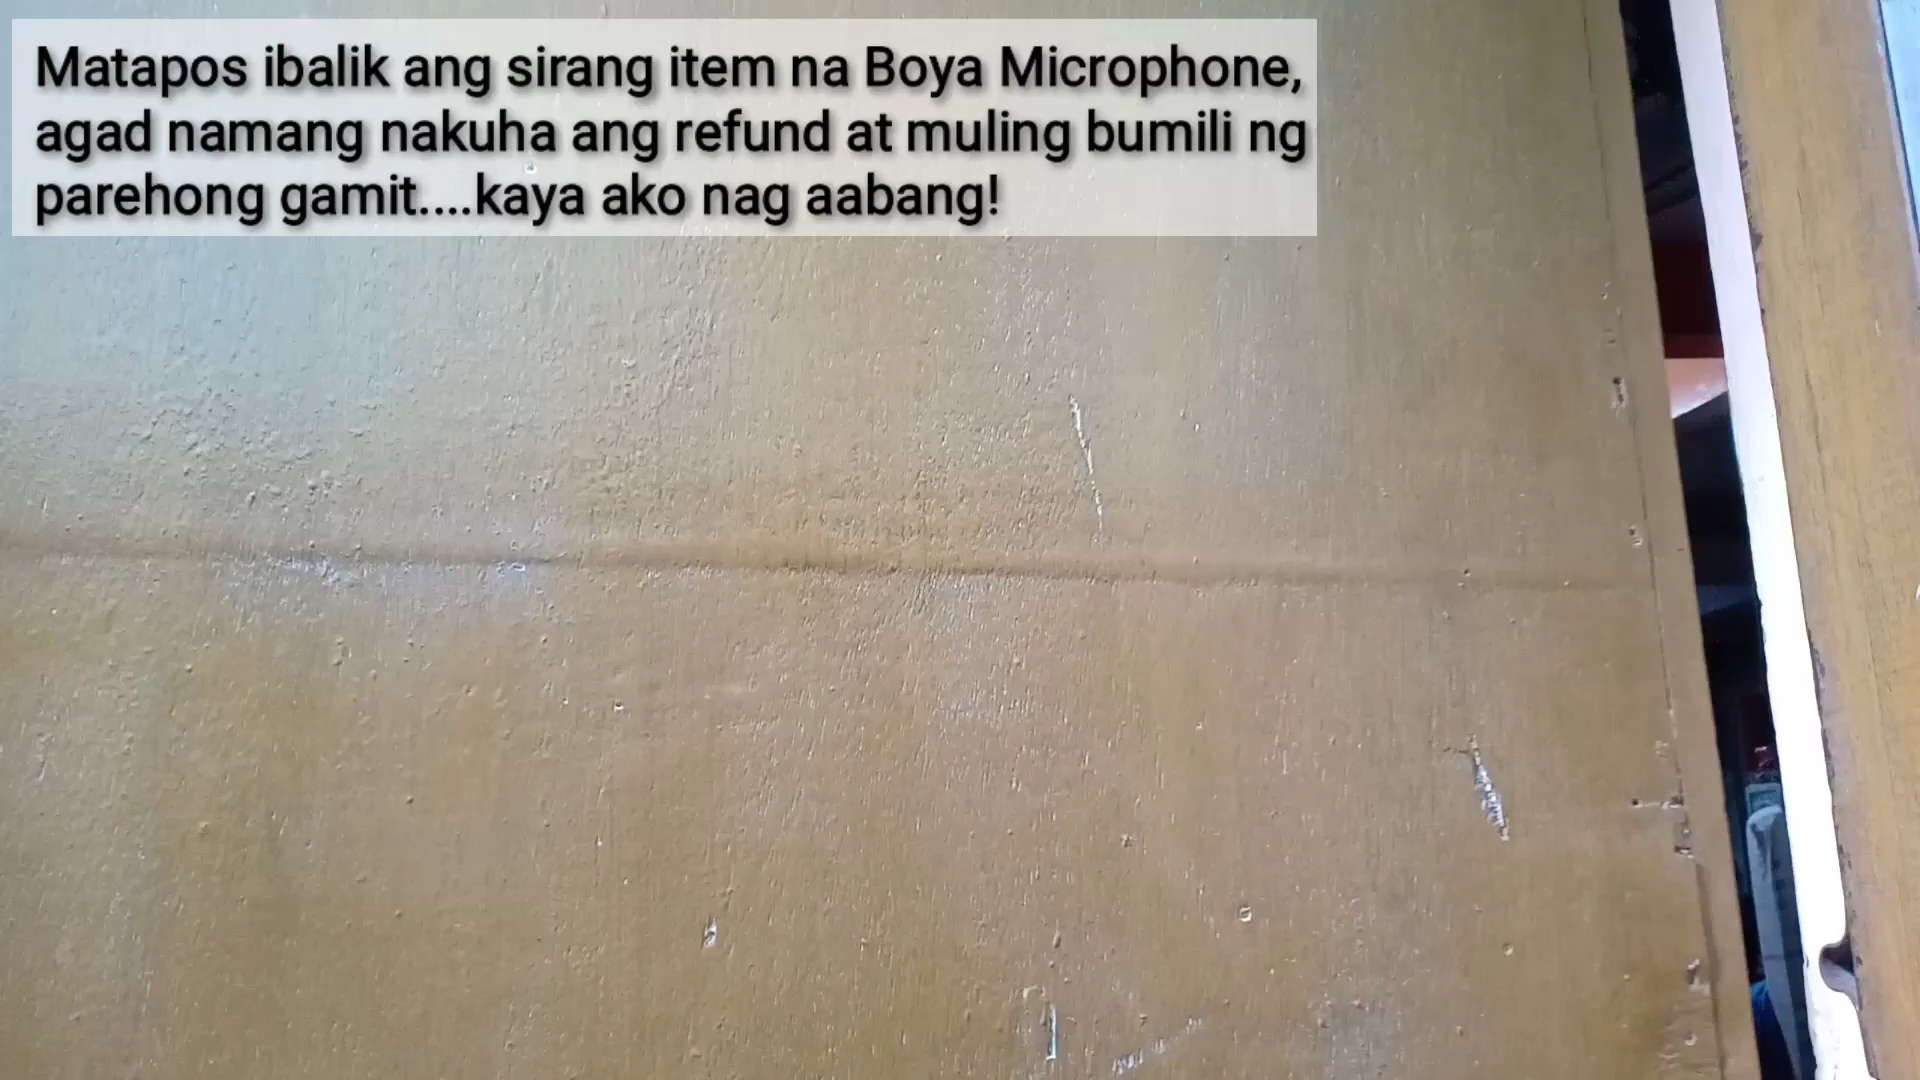 Matapos ibalik ang sirang item na Boya Microphone,
agad namang nakuha ang refund at muling bumili ng
parehong gamit....kaya ako nag aabang!